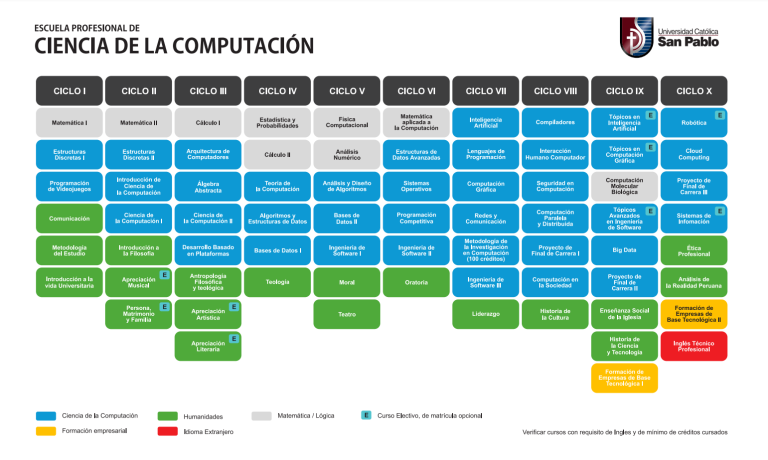 ESCUELA PROFESIONAL DE
CIENCIA DE LA COMPUTACIÓN
Universidad Católica
San Pablo
CICLO I
CICLO II
CICLO III
CICLO IV
CICLO V
CICLO VI
CICLO VII
CICLO VIII
CICLO IX
CICLO X
Matemática I
Matemática II
Cálculo I
Estadística y
Probabilidades
Física
Computacional
Matemática
aplicada a
la Computación
Inteligencia
Artificial
Compiladores
Tópicos en
Inteligencia
Artificial
E
Robótica
E
Estructuras
Discretas I
Estructuras
Discretas II
Arquitectura de
Computadores
Cálculo II
Análisis
Numérico
Estructuras de
Datos Avanzadas
Lenguajes de
Programación
Interacción
Humano Computador
Tópicos en
Computación
Gráfica
E
Cloud
Computing
Programación
de Videojuegos
Introducción de
Ciencia de
la Computación
Álgebra
Abstracta
Teoría de
la Computación
Análisis y Diseño
de Algoritmos
Sistemas
Operativos
Computación
Gráfica
Seguridad en
Computación
Computación
Molecular
Biológica
Proyecto de
Final de
Carrera III
Comunicación
Ciencia de
la Computación I
Ciencia de
la Computación II
Algoritmos y
Estructuras de Datos
Bases de
Datos II
Programación
Competitiva
Redes y
Comunicación
Computación
Paralela
y Distribuida
Tópicos
Avanzados
en Ingeniería
de Software
E
Sistemas de
Infomación
E
Metodología
del Estudio
Introducción a
la Filosofía
Desarrollo Basado
en Plataformas
Bases de Datos I
Ingeniería de
Software I
Ingeniería de
Software II
Metodología de
la Investigación
en Computación
(100 créditos)
Proyecto de
Final de Carrera I
Big Data
Ética
Profesional
Introducción a la
vida Universitaria
Apreciación
Musical
E
Antropología
Filosófica
y teológica
Teología
Moral
Oratoria
Ingeniería de
Software III
Computación en
la Sociedad
Proyecto de
Final de
Carrera II
Análisis de
la Realidad Peruana
Persona,
Matrimonio
y Familia
E
Apreciación
Artística
E
Teatro
Liderazgo
Historia de
la Cultura
Enseñanza Social
de la Iglesia
Formación de
Empresas de
Base Tecnológica II
Apreciación
Literaria
E
Historia de
la Ciencia
y Tecnología
Inglés Técnico
Profesional
Formación de
Empresas de Base
Tecnológica I
Ciencia de la Computación
Humanidades
Matemática / Lógica
E
Curso Electivo, de matrícula opcional
Formación empresarial
Idioma Extranjero
Verificar cursos con requisito de Ingles y de mínimo de créditos cursados